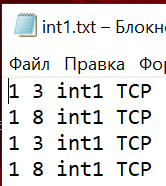 int1.txt – Блокно
Файл Правка Фор
1 3 int1 TCP
1 8 int1 TCP
1 3 int1 TCP
1 8 int1 TCP